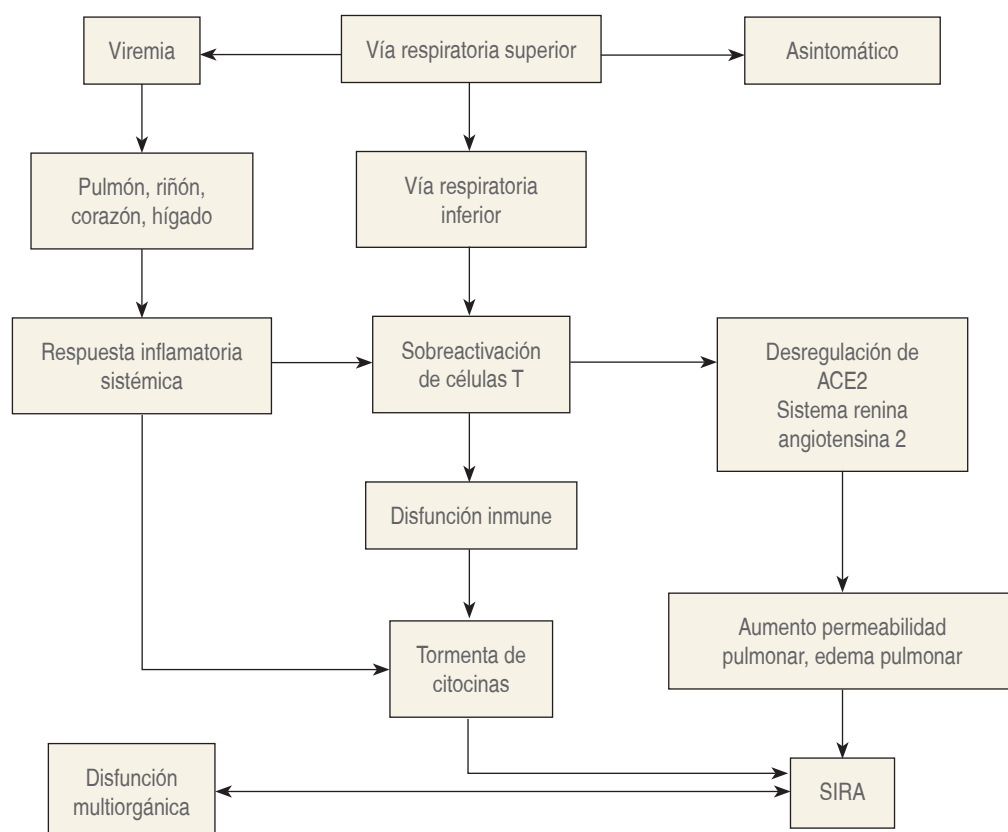 Viremia
Vía respiratoria superior
Asintomático
Pulmón, riñón,
corazón, hígado
Vía respiratoria
inferior
Respuesta inflamatoria
sistémica
Sobreactivación
de células T
Desregulación de
ACE2
Sistema renina
angiotensina 2
Disfunción inmune
Aumento permeabilidad
pulmonar, edema pulmonar
Tormenta de
citocinas
Disfunción
multiorgánica
SIRA